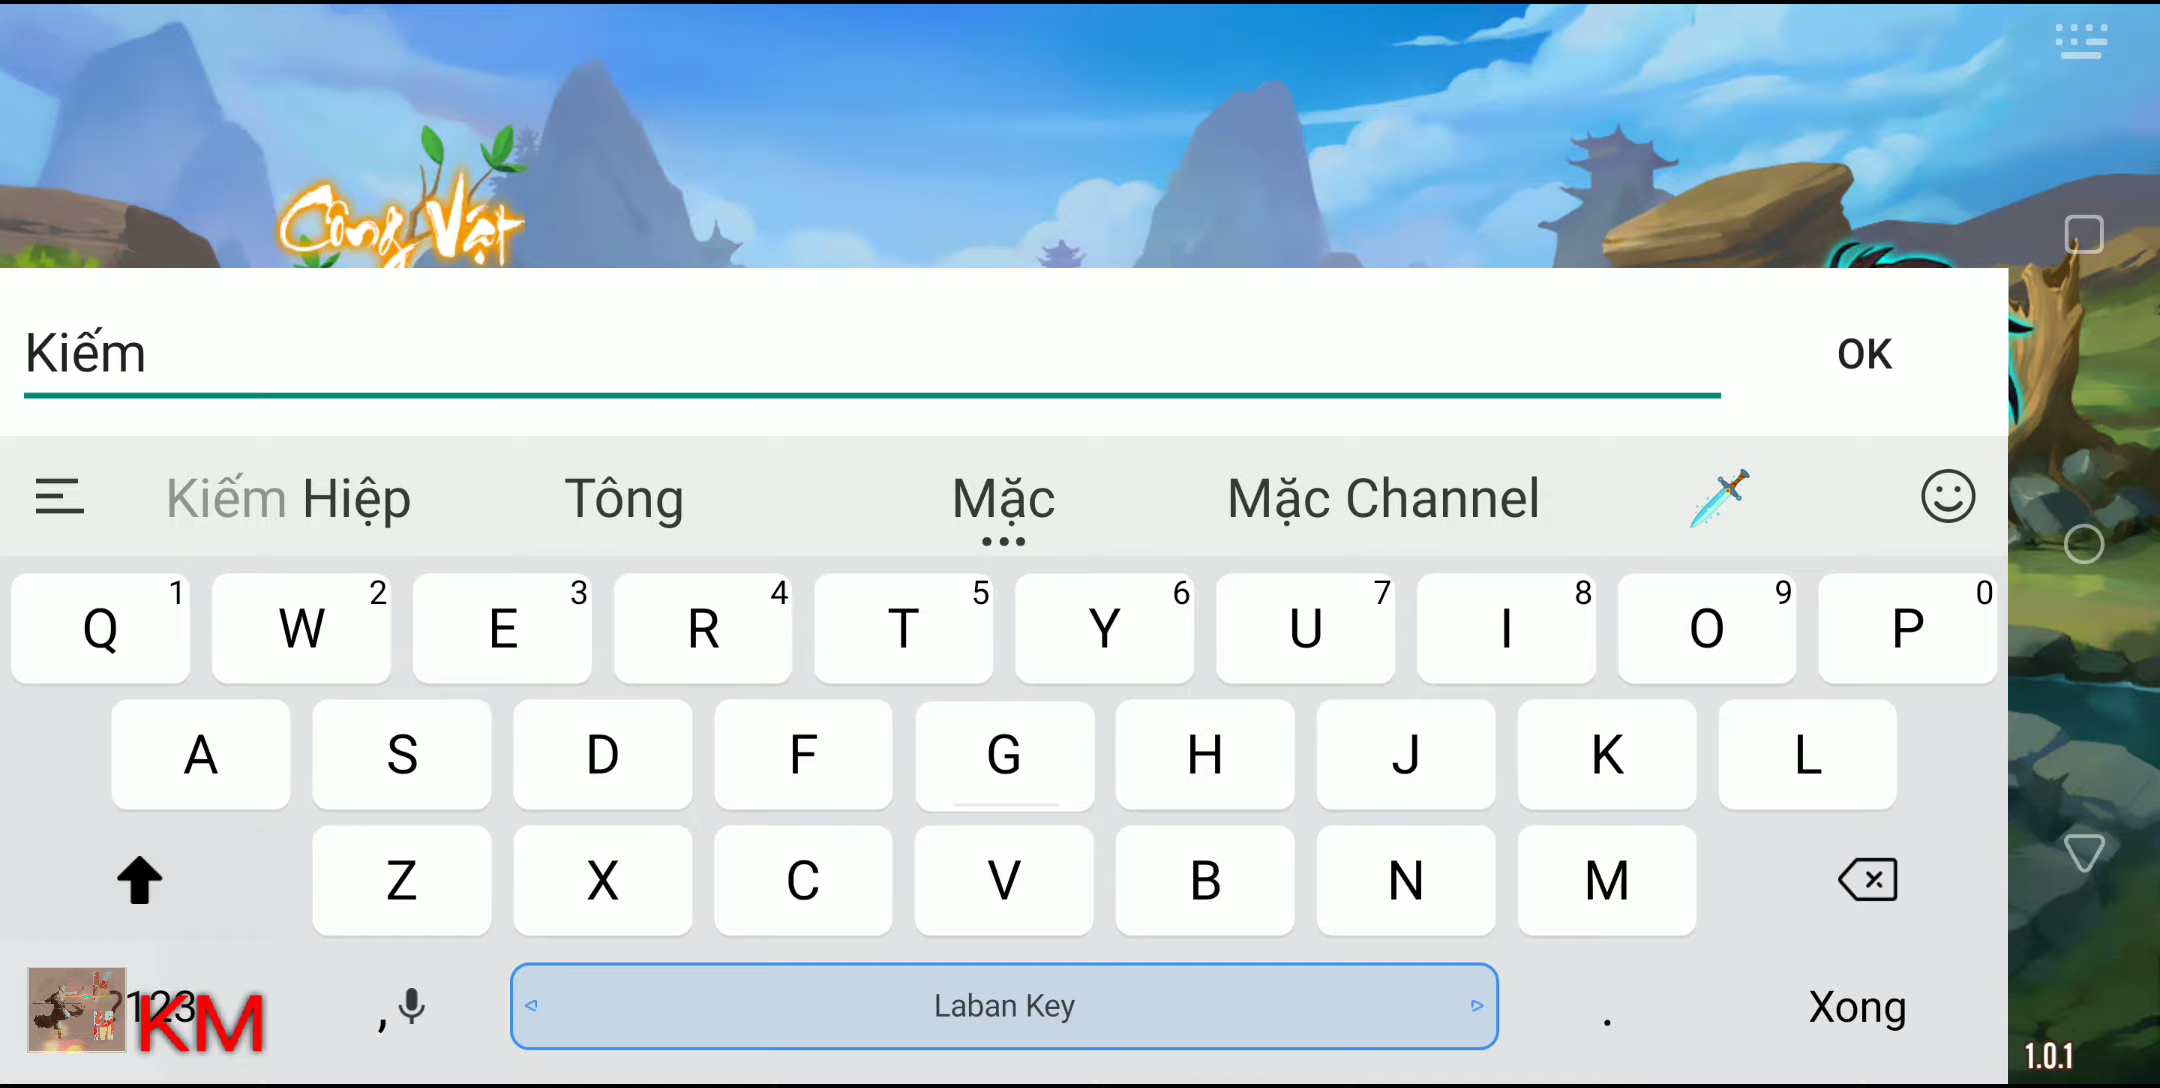 Công Vật
Kiếm
OK
Kiếm Hiệp Tông Mặc Mặc Channel
Q 1 W 2 E 3 R 4 T 5 Y 6 U 7 I 8 O 9 P 0
A S D F G H J K L
Z X C V B N M
?123 KM , Laban Key . Xong
1.0.1